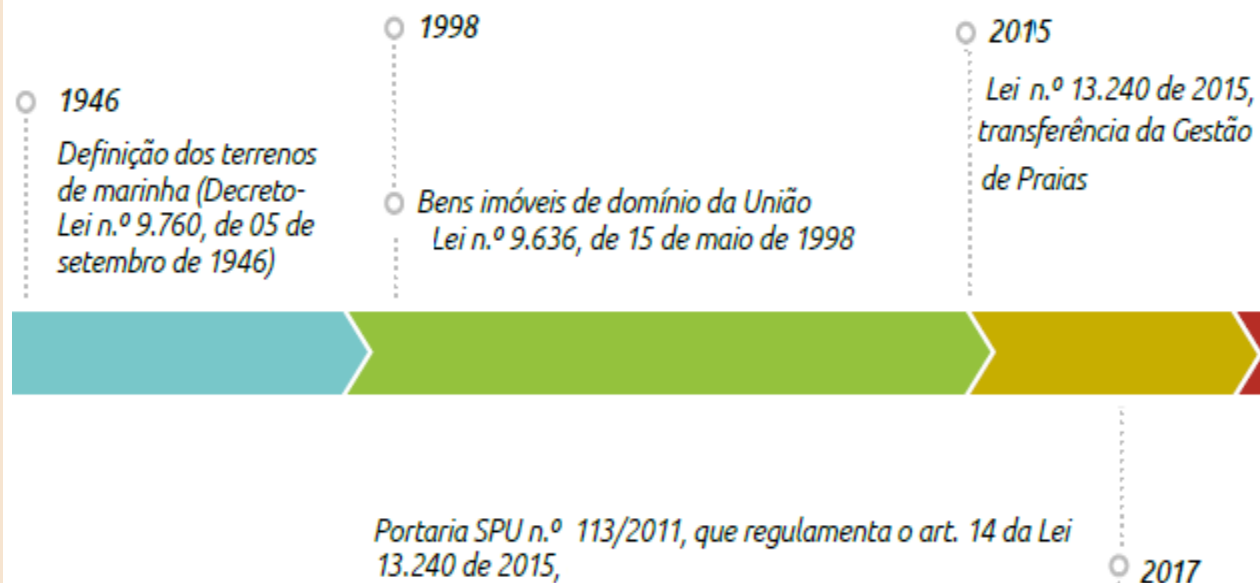 1946
Definição dos terrenos
de marinha (Decreto-
Lei n.º 9.760, de 05 de
setembro de 1946)
1998
Bens imóveis de domínio da União
Lei n.º 9.636, de 15 de maio de 1998
2015
Lei n.º 13.240 de 2015,
transferência da Gestão
de Praias
Portaria SPU n.º 113/2011, que regulamenta o art. 14 da Lei
13.240 de 2015,
2017